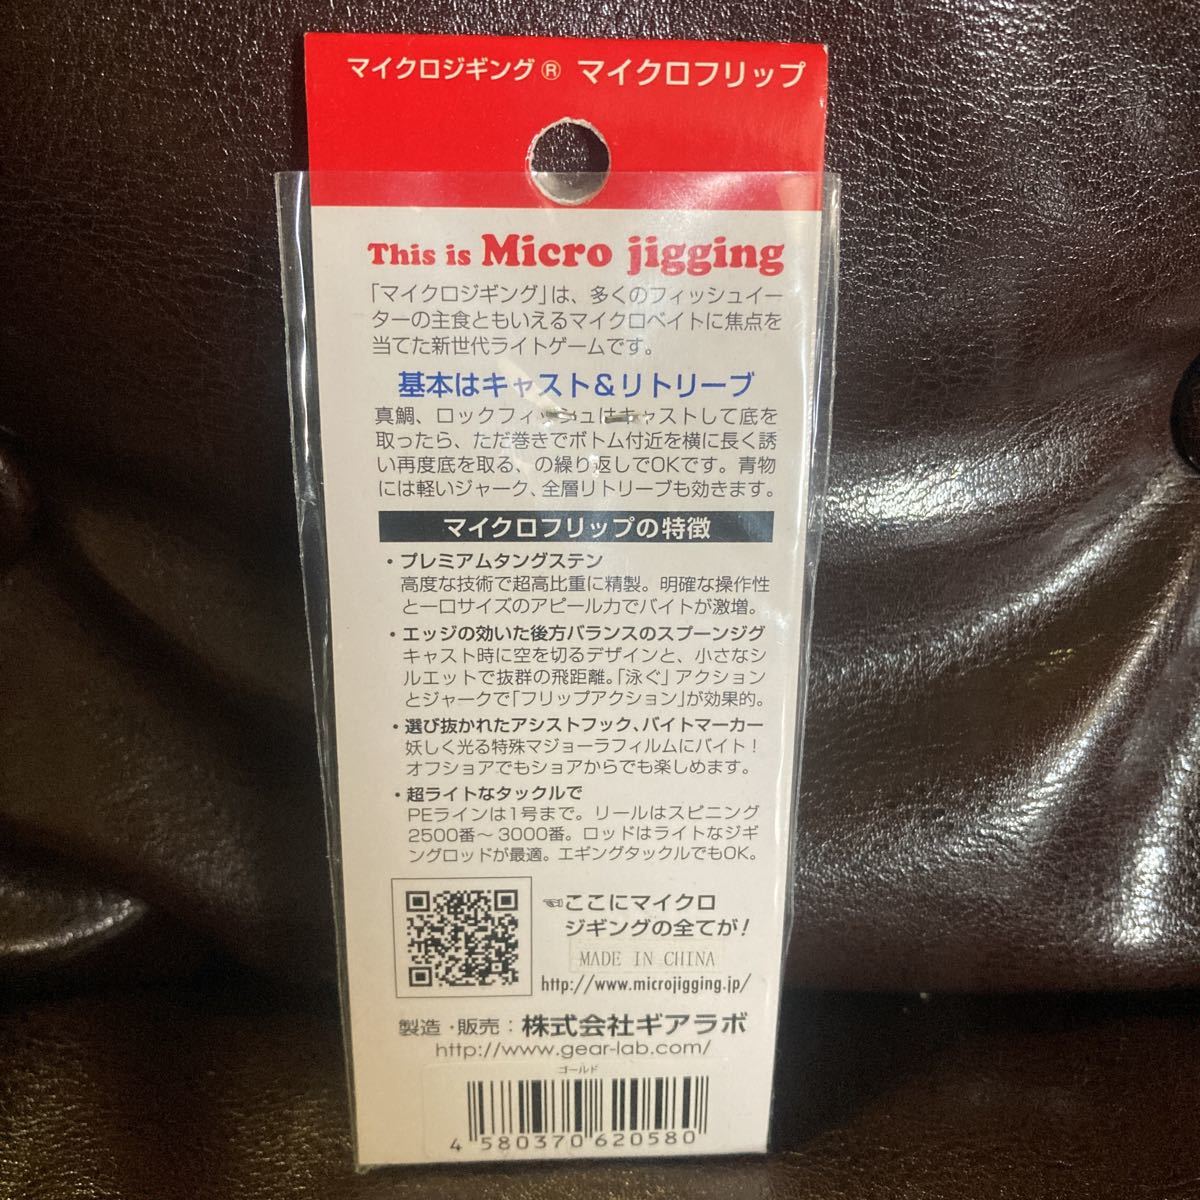 マイクロジギング® マイクロフリップ
This is Micro jigging
「マイクロジギング」は、多くのフィッシュイー
ターの主食ともいえるマイクロベイトに焦点を
当てた新世代ライトゲームです。
基本はキャスト&リトリーブ
真鯛、ロックフィッシュはキャストして底を
取ったら、ただ巻きでボトム付近を横に長く誘
い再度底を取る、の繰り返しでOKです。青物
には軽いジャーク、全層リトリーブも効きます。
マイクロフリップの特徴
・プレミアムタングステン
高度な技術で超高比重に精製。明確な操作性
と一口サイズのアピール力でバイトが激増。
・エッジの効いた後方バランスのスプーンジグ
キャスト時に空を切るデザインと、小さなシ
ルエットで抜群の飛距離。「泳ぐ」アクション
とジャークで「フリップアクション」が効果的。
・選び抜かれたアシストフック、バイトマーカー
妖しく光る特殊マジョーラフィルムにバイト!
オフショアでもショアからでも楽しめます。
・超ライトなタックルで
PEラインは1号まで。リールはスピニング
2500番～3000番。ロッドはライトなジギ
ングロッドが最適。エギングタックルでもOK。
☜ここにマイクロ
ジギングの全てが!
MADE IN CHINA
http://www.microjigging.jp/
製造・販売:株式会社ギアラボ
http://www.gear-lab.com/
ゴールド
4 580370 620580